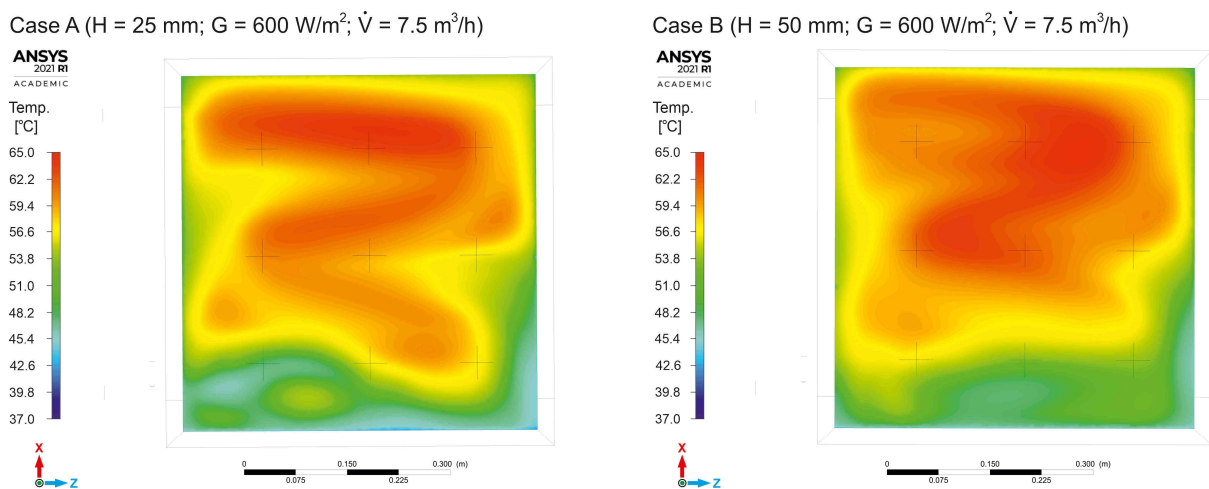 Case A (H = 25 mm; G = 600 W/m²; V̇ = 7.5 m³/h)
ANSYS
2021 R1
ACADEMIC
Temp.
[°C]
65.0
62.2
59.4
56.6
53.8
51.0
48.2
45.4
42.6
39.8
37.0
X
Z
0 0.150 0.300 (m)
0.075 0.225
Case B (H = 50 mm; G = 600 W/m²; V̇ = 7.5 m³/h)
ANSYS
2021 R1
ACADEMIC
Temp.
[°C]
65.0
62.2
59.4
56.6
53.8
51.0
48.2
45.4
42.6
39.8
37.0
X
Z
0 0.150 0.300 (m)
0.075 0.225